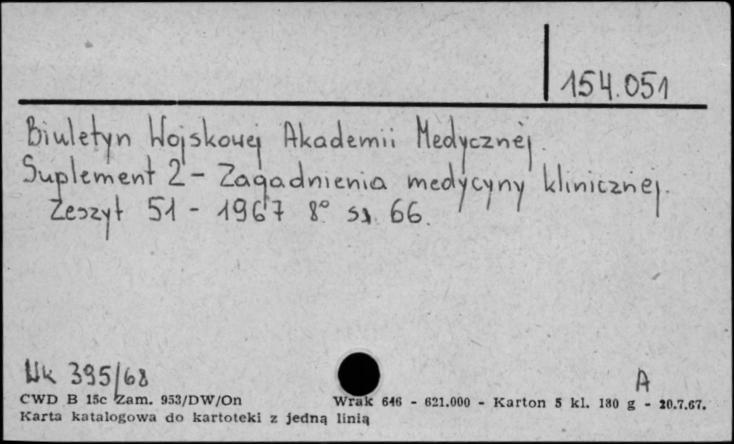 154.051
Biuletyn Wojskowej Akademii Medycznej.
Suplement 2 - Zagadnienia medycyny klinicznej.
Zeszyt 51 - 1967 8° s. 66.
Wk 395/68
A
CWD B 15c Zam. 953/DW/On Wrak 646 - 621.000 - Karton 5 kl. 180 g - 20.7.67.
Karta katalogowa do kartoteki z jedną linią